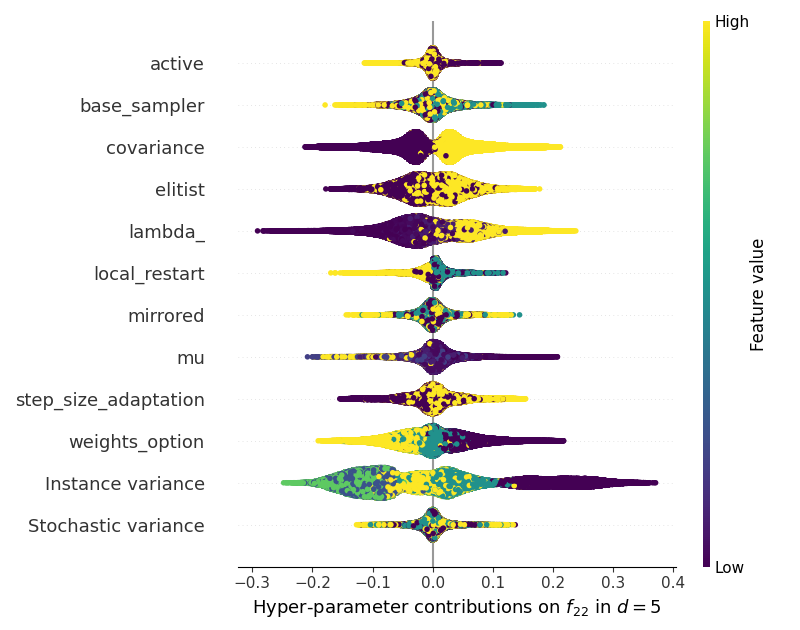 active
base_sampler
covariance
elitist
lambda_
local_restart
mirrored
mu
step_size_adaptation
weights_option
Instance variance
Stochastic variance
−0.3 −0.2 −0.1 0.0 0.1 0.2 0.3 0.4
Hyper-parameter contributions on f22 in d = 5
High
Feature value
Low